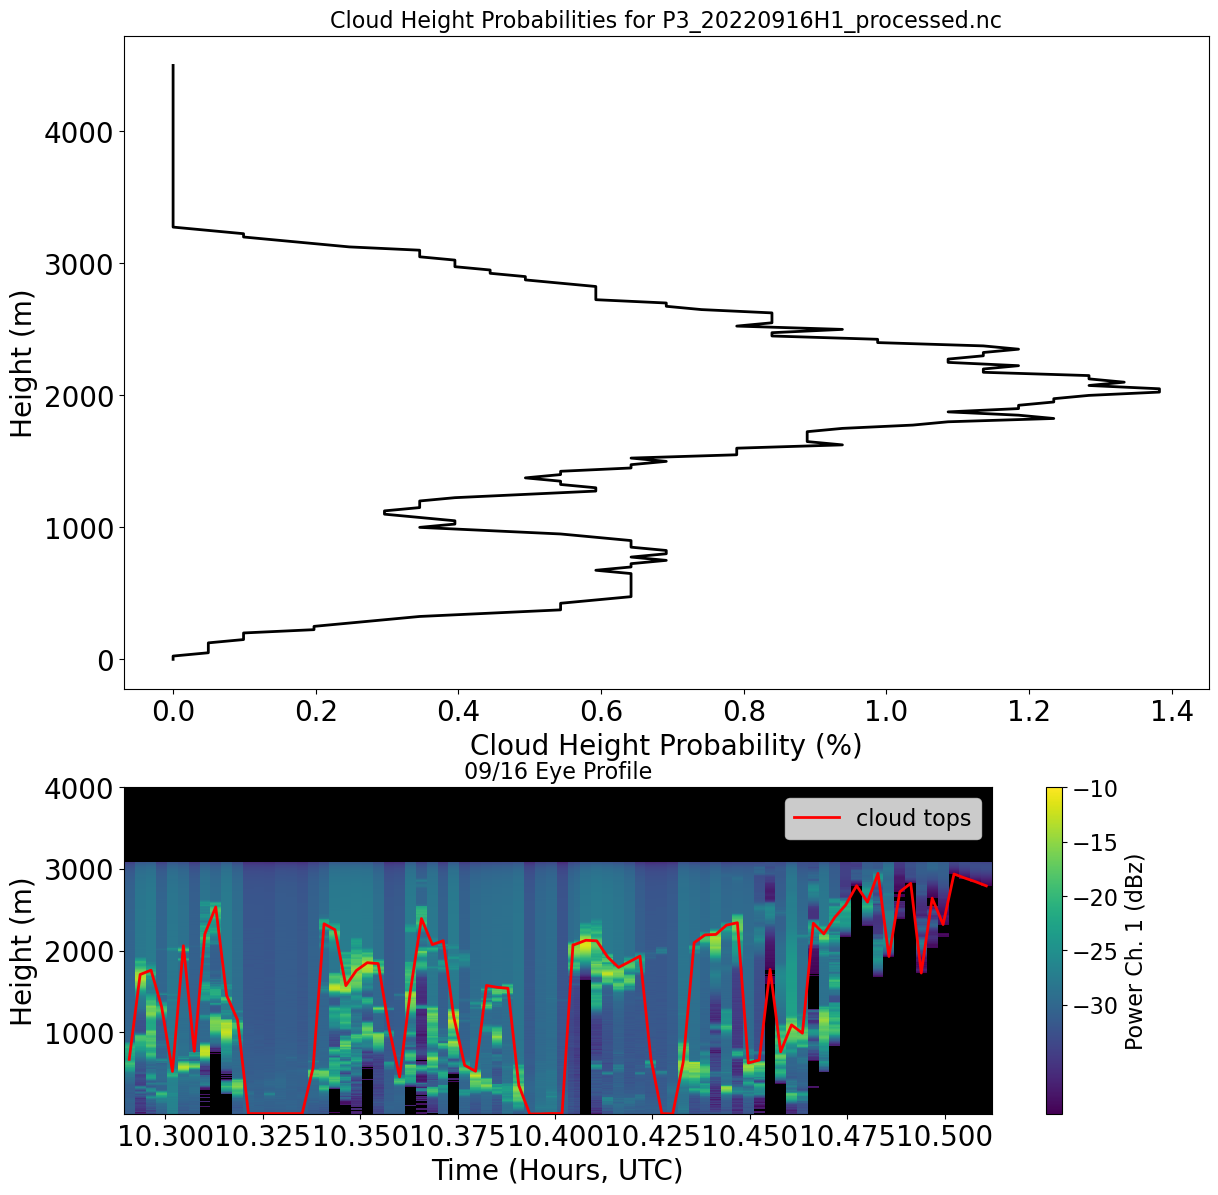 Cloud Height Probabilities for P3_20220916H1_processed.nc
4000
3000
2000
1000
0
Height (m)
0.0 0.2 0.4 0.6 0.8 1.0 1.2 1.4
Cloud Height Probability (%)
09/16 Eye Profile
4000
3000
2000
1000
Height (m)
cloud tops
10.300 10.325 10.350 10.375 10.400 10.425 10.450 10.475 10.500
Time (Hours, UTC)
−10
−15
−20
−25
−30
Power Ch. 1 (dBz)